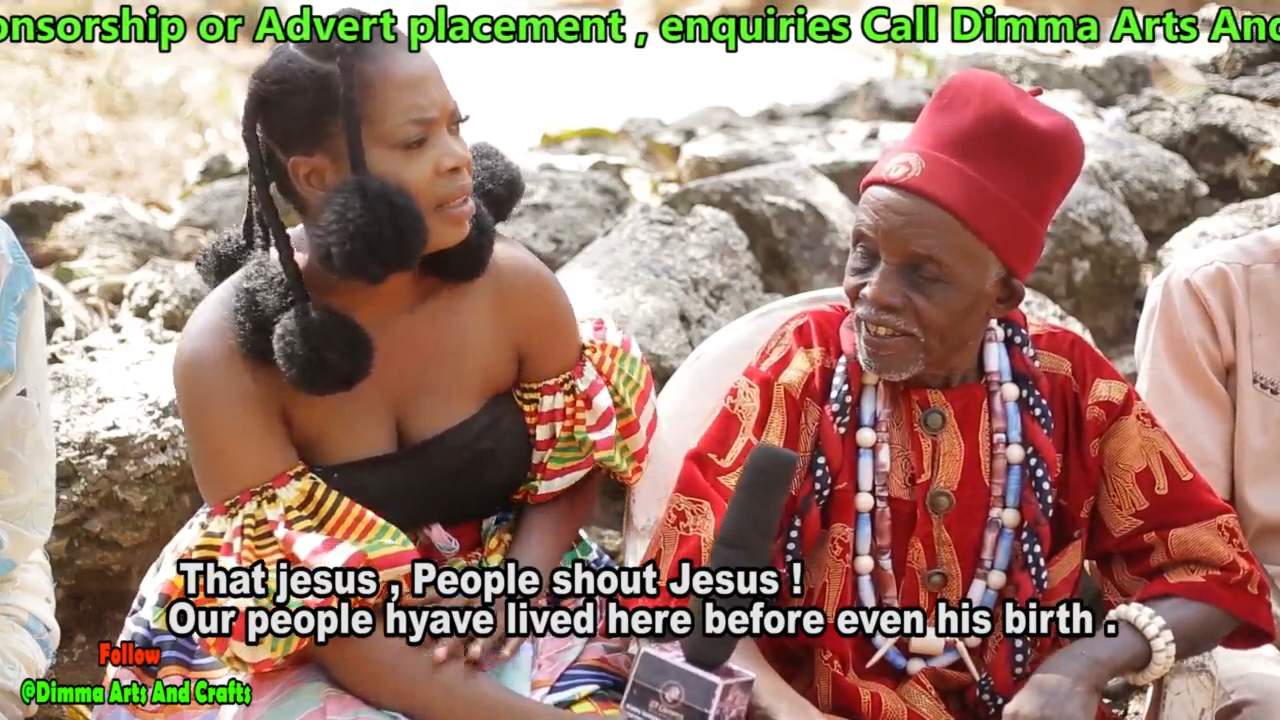 onsorship or Advert placement , enquiries Call Dimma Arts And
That jesus , People shout Jesus !
Our people hyave lived here before even his birth .
Follow
@Dimma Arts And Crafts